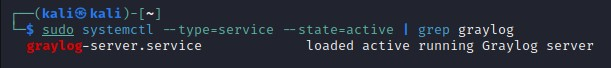 ┌──(kali㉿kali)-[~]
└─$ sudo systemctl --type=service --state=active | grep graylog
graylog-server.service loaded active running Graylog server